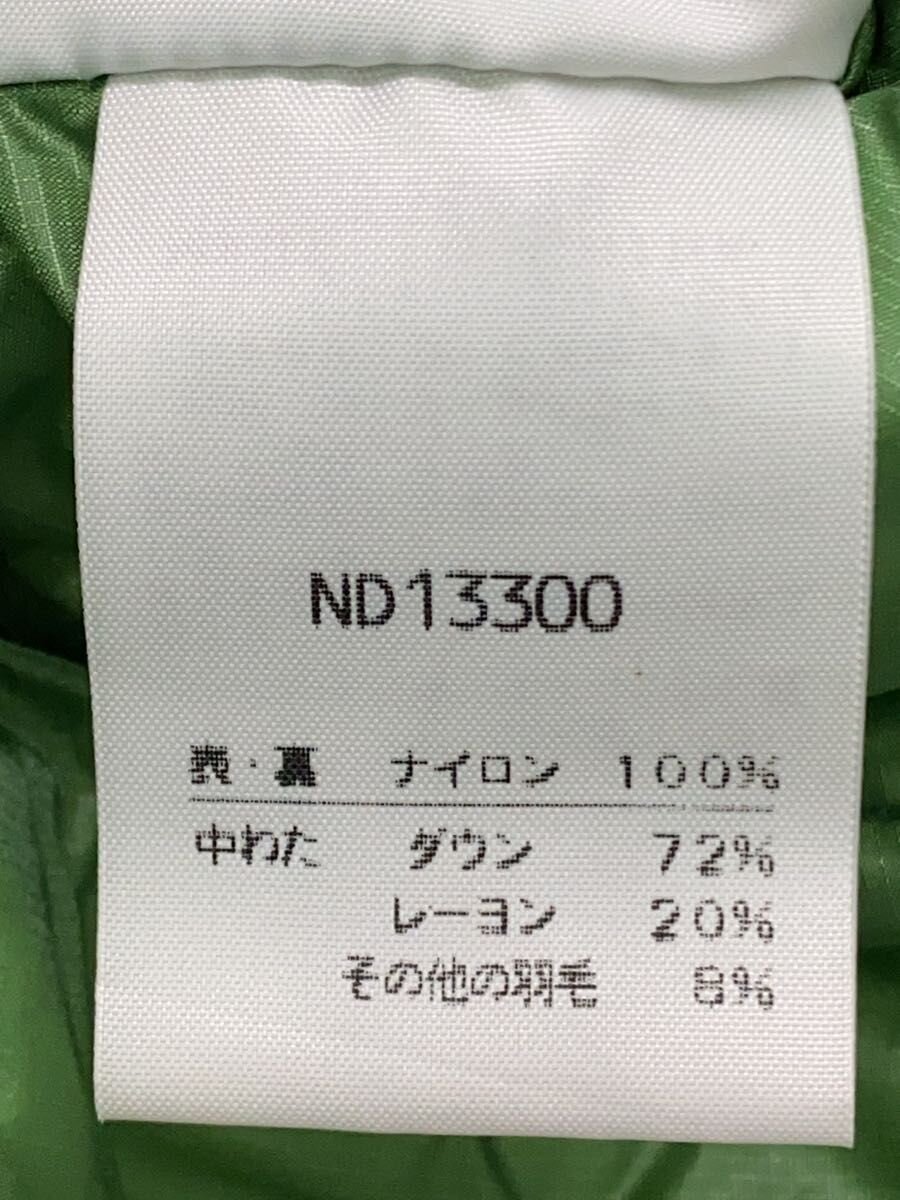 ND13300
表・裏 ナイロン 100%
中わた ダウン 72%
レーヨン 20%
その他の羽毛 8%